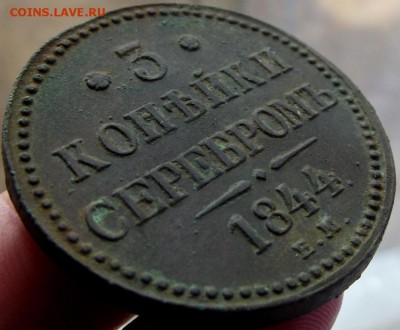 COINS.LAVE.RU
3
КОПѢЙКИ
СЕРЕБРОМЪ
1844.
Е.М.